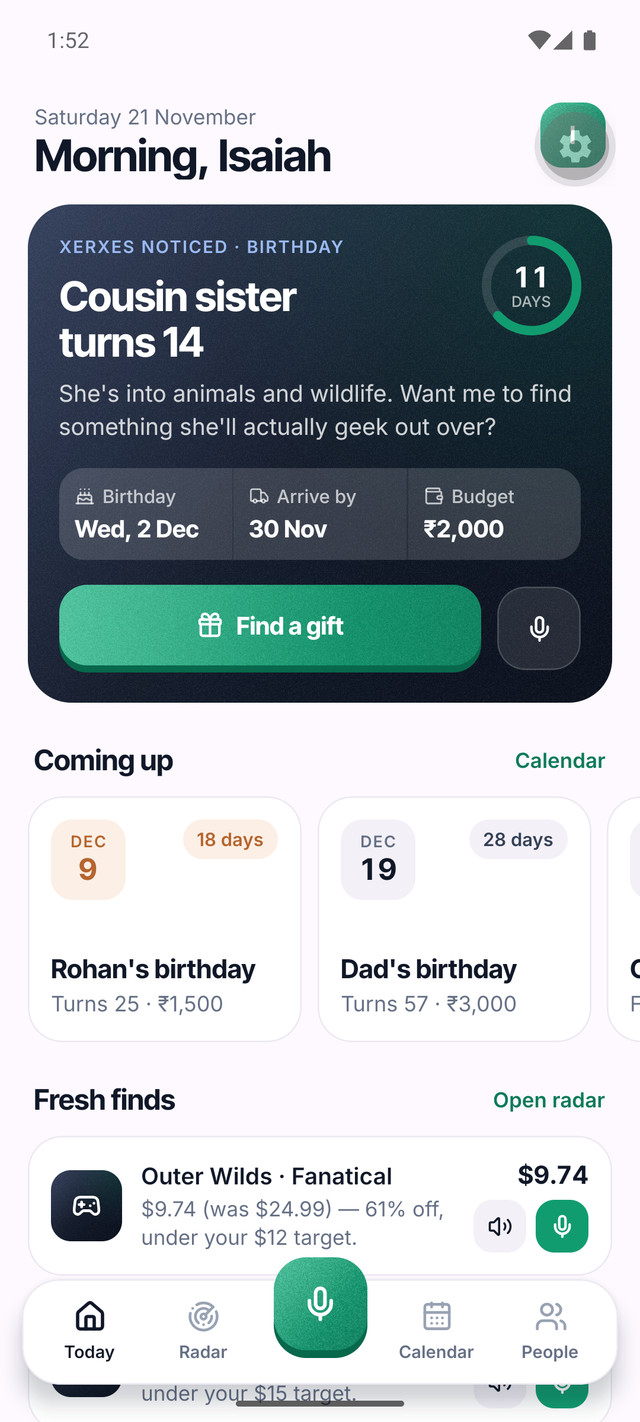 1:52
Saturday 21 November
Morning, Isaiah
XERXES NOTICED · BIRTHDAY
11
DAYS
Cousin sister
turns 14
She's into animals and wildlife. Want me to find
something she'll actually geek out over?
Birthday
Wed, 2 Dec
Arrive by
30 Nov
Budget
₹2,000
Find a gift
Coming up
Calendar
DEC
9
18 days
Rohan's birthday
Turns 25 · ₹1,500
DEC
19
28 days
Dad's birthday
Turns 57 · ₹3,000
Fresh finds
Open radar
Outer Wilds · Fanatical
$9.74
$9.74 (was $24.99) — 61% off,
under your $12 target.
Today
Radar
Calendar
People
under your $15 target.